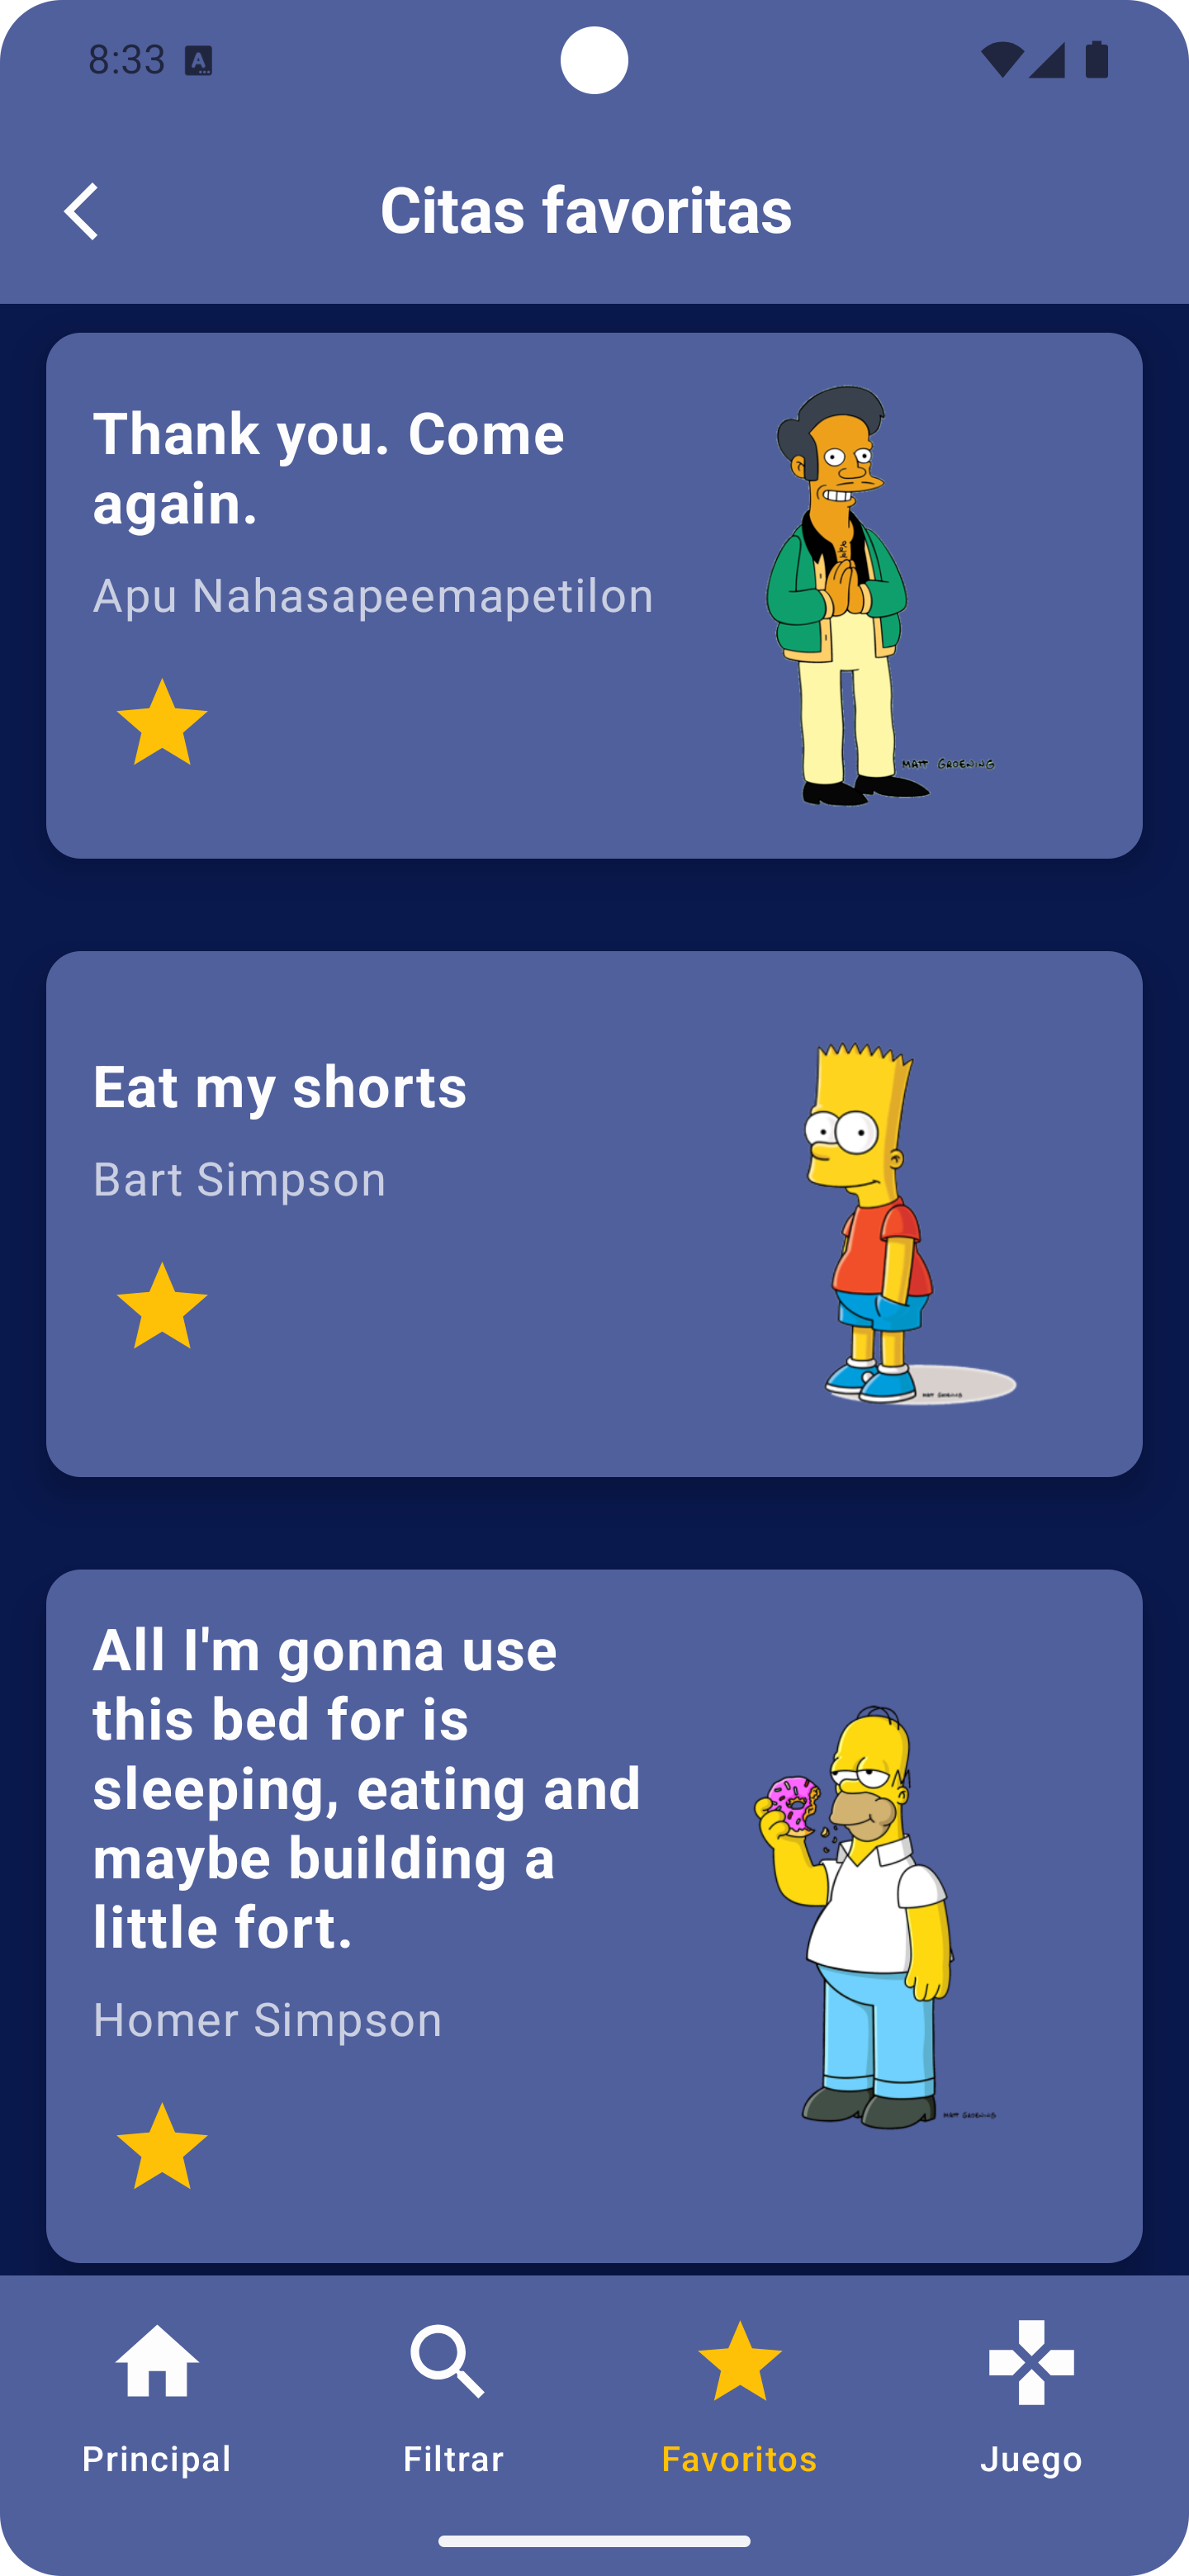 8:33
Citas favoritas
Thank you. Come
again.
Apu Nahasapeemapetilon
MATT GROENING
Eat my shorts
Bart Simpson
MATT GROENING
All I'm gonna use
this bed for is
sleeping, eating and
maybe building a
little fort.
Homer Simpson
MATT GROENING
Principal
Filtrar
Favoritos
Juego